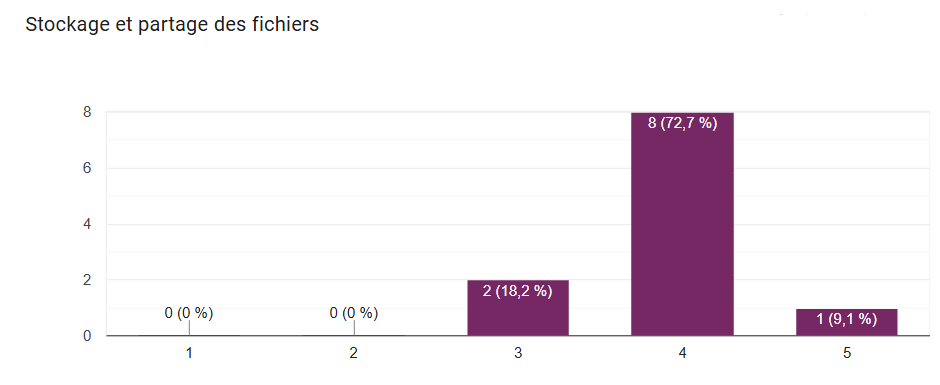 Stockage et partage des fichiers
8
6
4
2
0
0 (0 %)
0 (0 %)
2 (18,2 %)
8 (72,7 %)
1 (9,1 %)
1 2 3 4 5